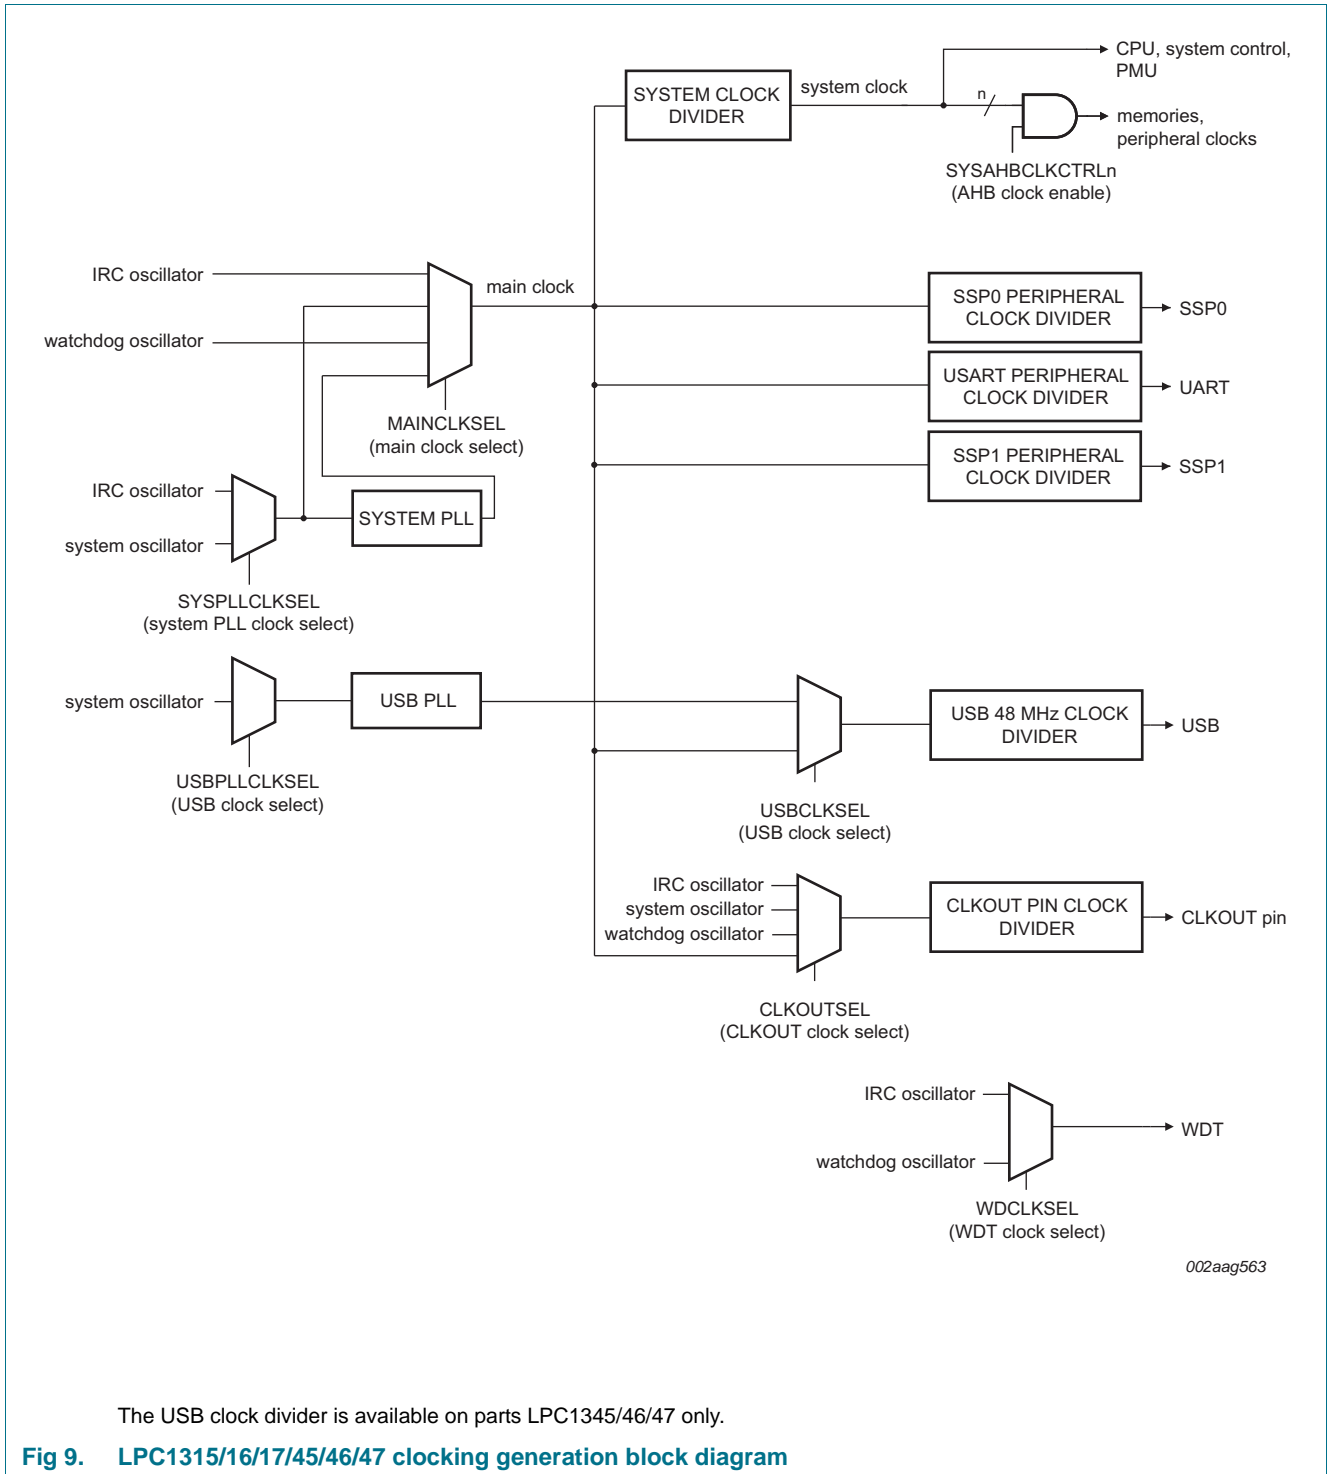 CPU, system control,
PMU
SYSTEM CLOCK
DIVIDER
system clock
n
memories,
peripheral clocks
SYSAHBCLKCTRLn
(AHB clock enable)
IRC oscillator
main clock
watchdog oscillator
MAINCLKSEL
(main clock select)
SSP0 PERIPHERAL
CLOCK DIVIDER
SSP0
USART PERIPHERAL
CLOCK DIVIDER
UART
SSP1 PERIPHERAL
CLOCK DIVIDER
SSP1
IRC oscillator
system oscillator
SYSTEM PLL
SYSPLLCLKSEL
(system PLL clock select)
system oscillator
USB PLL
USBPLLCLKSEL
(USB clock select)
USB 48 MHz CLOCK
DIVIDER
USB
USBCLKSEL
(USB clock select)
IRC oscillator
system oscillator
watchdog oscillator
CLKOUT PIN CLOCK
DIVIDER
CLKOUT pin
CLKOUTSEL
(CLKOUT clock select)
IRC oscillator
watchdog oscillator
WDT
WDCLKSEL
(WDT clock select)
002aag563
The USB clock divider is available on parts LPC1345/46/47 only.
Fig 9. LPC1315/16/17/45/46/47 clocking generation block diagram